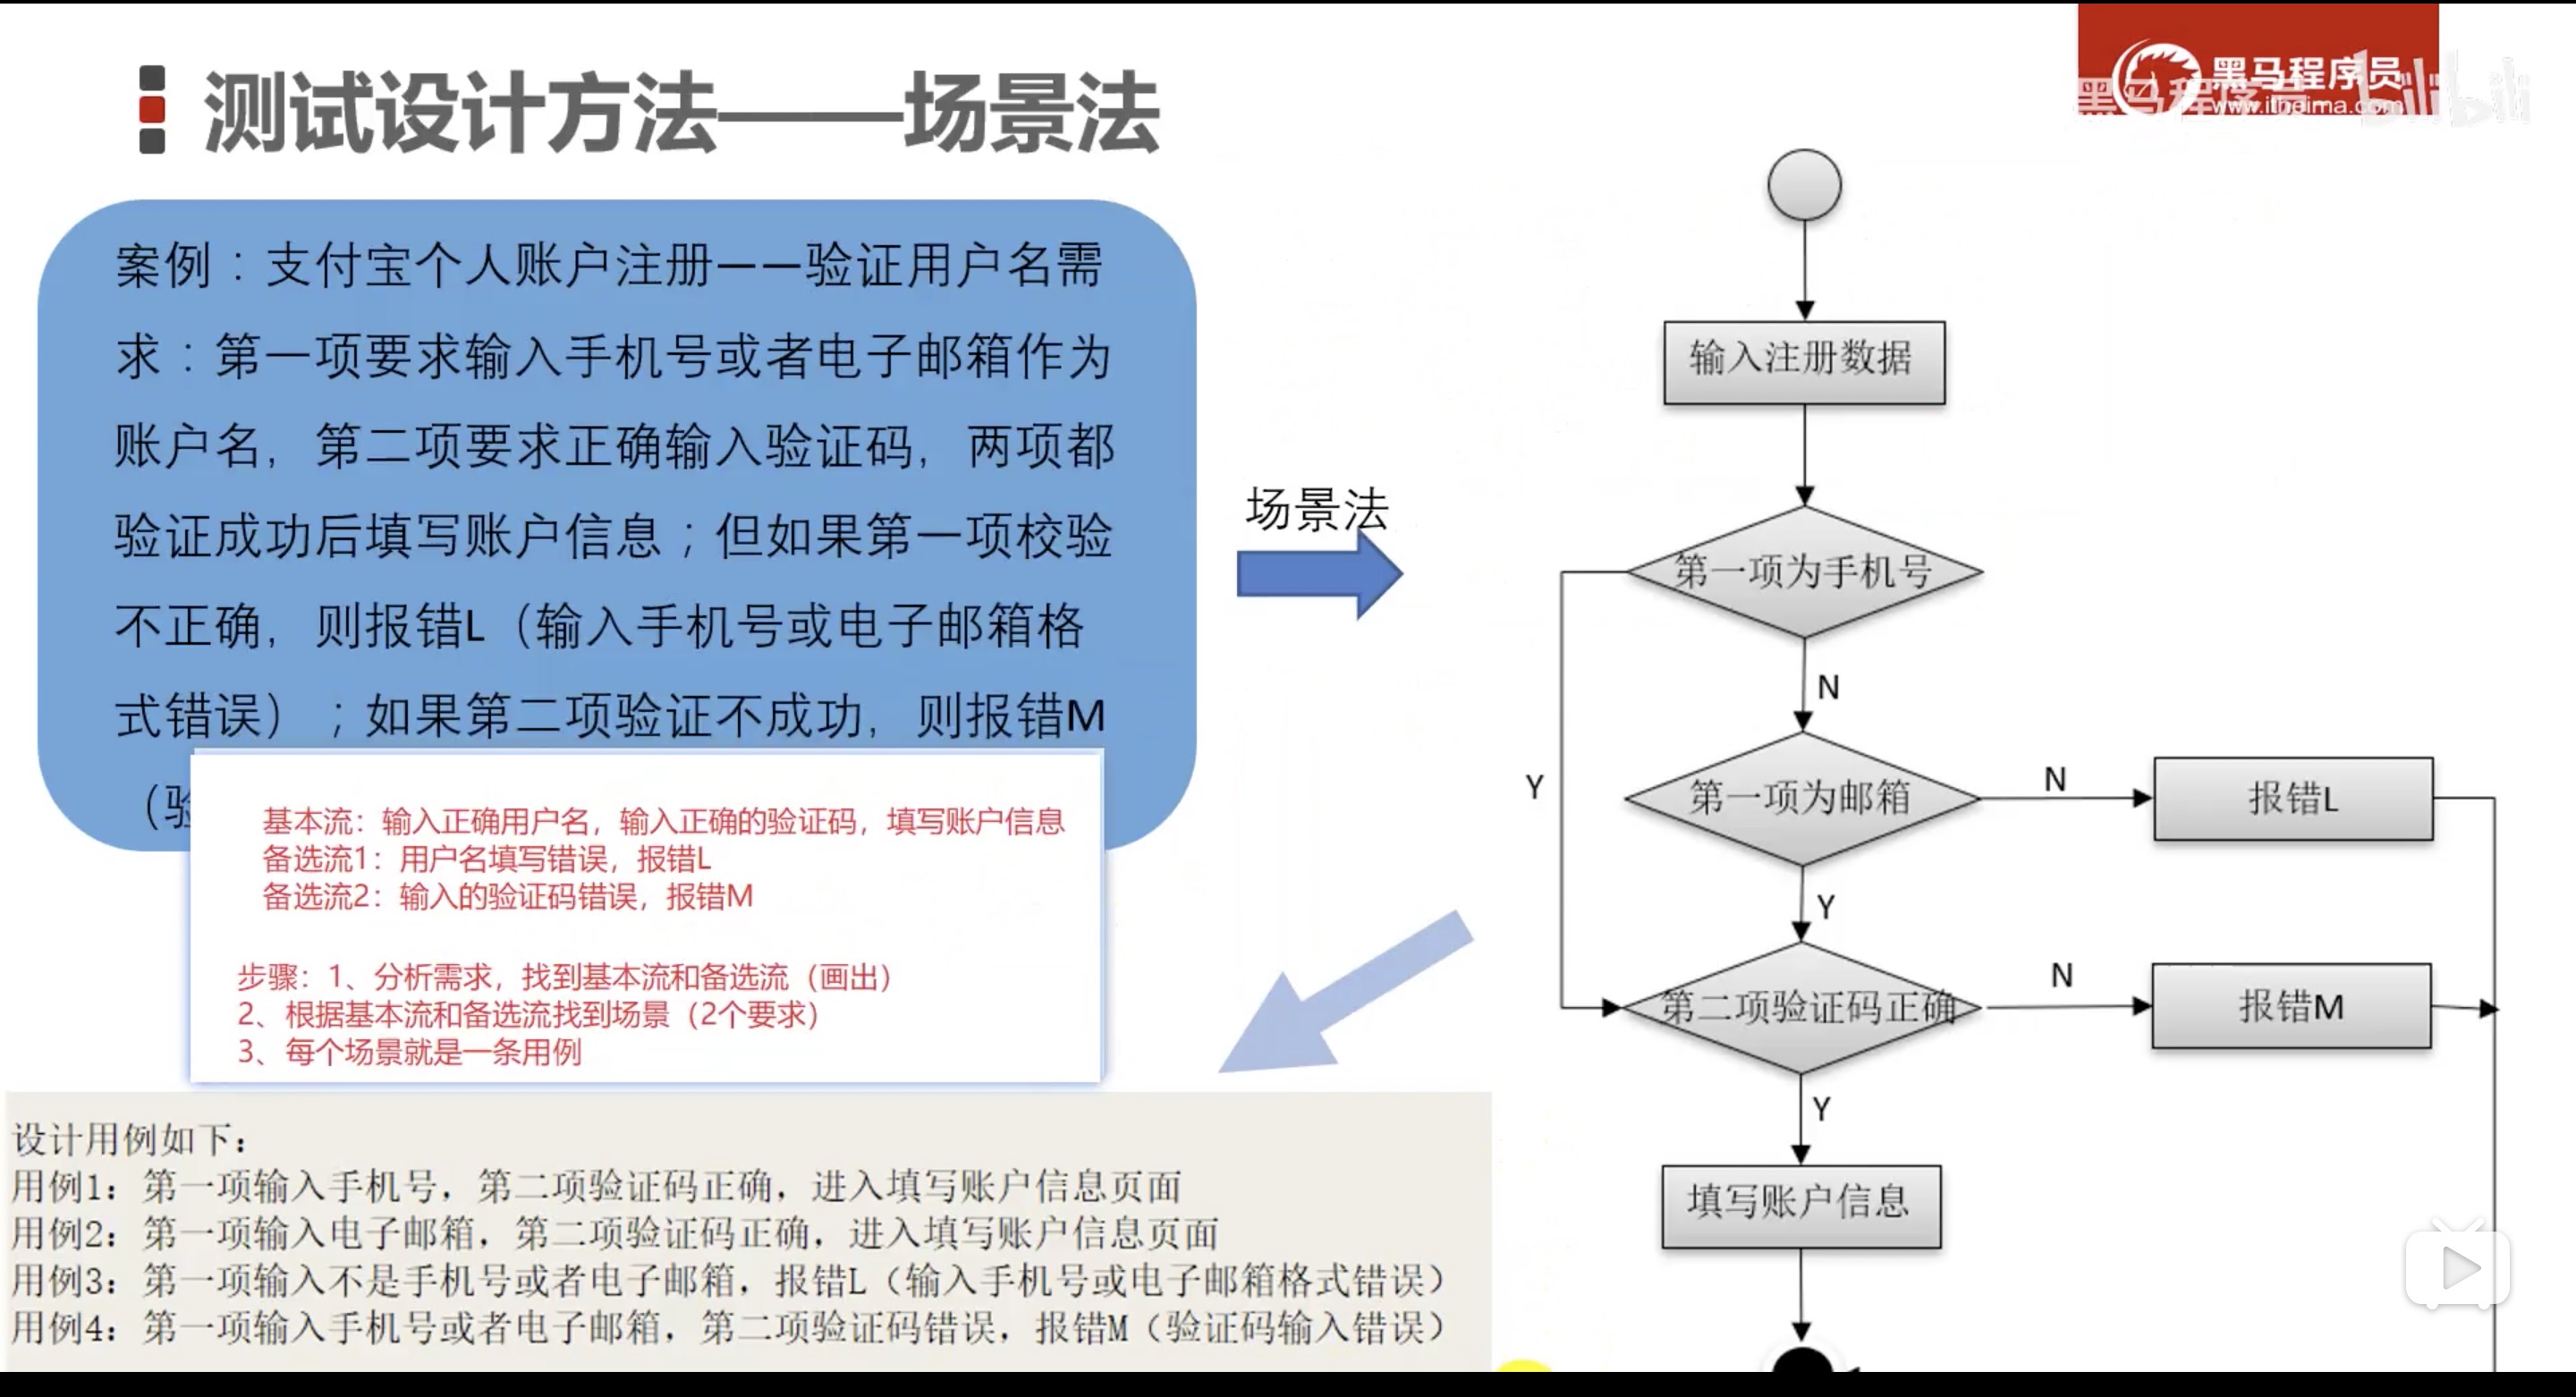 测试设计方法——场景法
黑马程序员
www.itheima.com
黑马程序员
bilibili
案例：支付宝个人账户注册——验证用户名需
求：第一项要求输入手机号或者电子邮箱作为
账户名，第二项要求正确输入验证码，两项都
验证成功后填写账户信息；但如果第一项校验
不正确，则报错L（输入手机号或电子邮箱格
式错误）；如果第二项验证不成功，则报错M
（验
基本流：输入正确用户名，输入正确的验证码，填写账户信息
备选流1：用户名填写错误，报错L
备选流2：输入的验证码错误，报错M
步骤：1、分析需求，找到基本流和备选流（画出）
2、根据基本流和备选流找到场景（2个要求）
3、每个场景就是一条用例
场景法
设计用例如下：
用例1：第一项输入手机号，第二项验证码正确，进入填写账户信息页面
用例2：第一项输入电子邮箱，第二项验证码正确，进入填写账户信息页面
用例3：第一项输入不是手机号或者电子邮箱，报错L（输入手机号或电子邮箱格式错误）
用例4：第一项输入手机号或者电子邮箱，第二项验证码错误，报错M（验证码输入错误）
输入注册数据
第一项为手机号
N
Y
第一项为邮箱
N
报错L
Y
第二项验证码正确
N
报错M
Y
填写账户信息